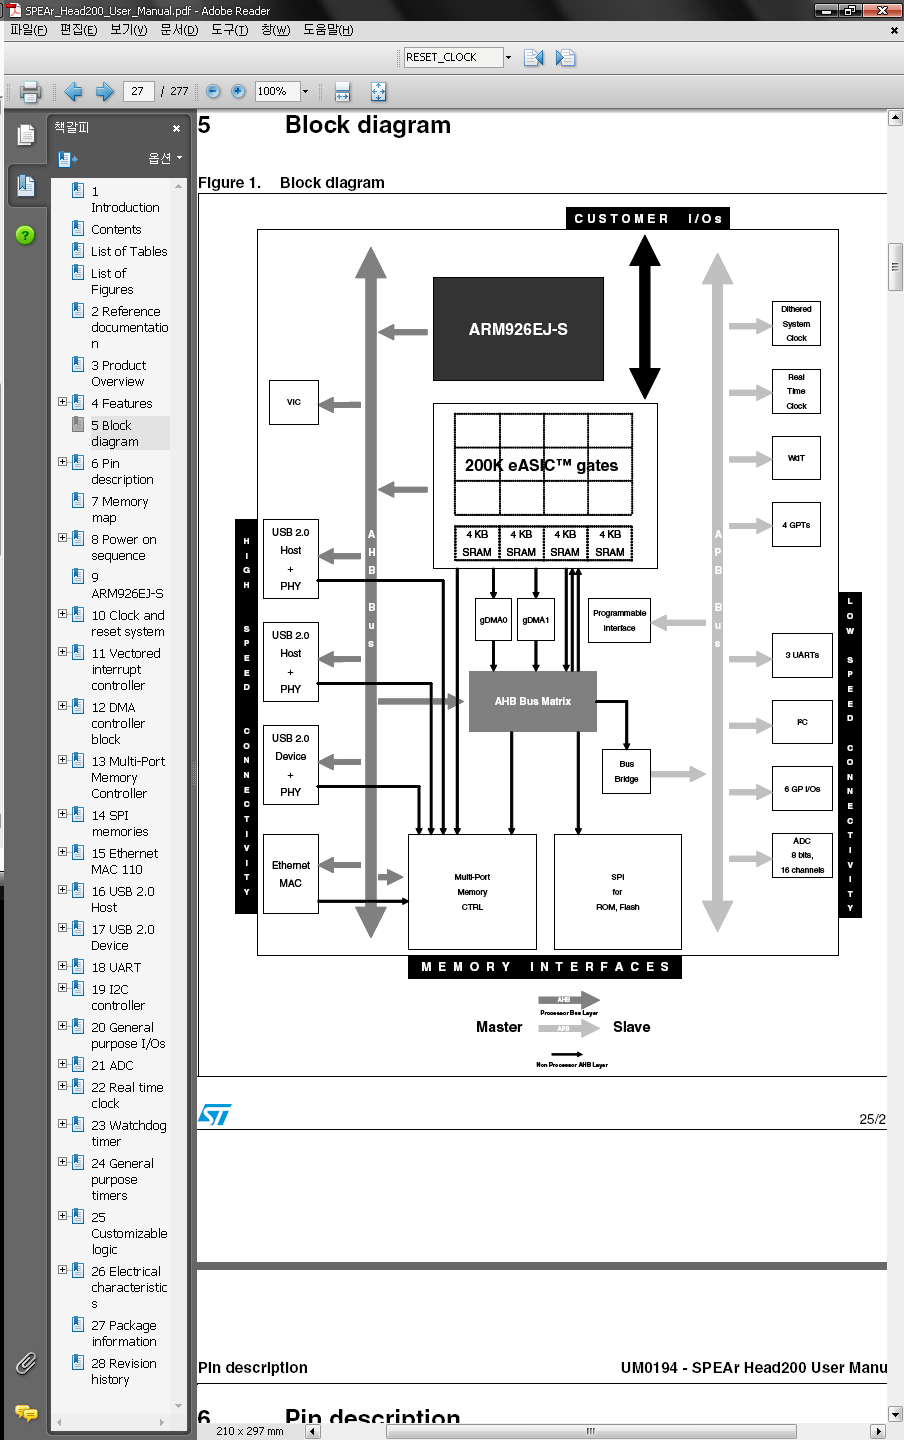 SPEAr_Head200_User_Manual.pdf - Adobe Reader
파일(F) 편집(E) 보기(V) 문서(D) 도구(T) 창(W) 도움말(H)
RESET_CLOCK
27 / 277 100%
책갈피
옵션
1
Introduction
Contents
List of Tables
List of
Figures
2 Reference
documentatio
n
3 Product
Overview
4 Features
5 Block
diagram
6 Pin
description
7 Memory
map
8 Power on
sequence
9
ARM926EJ-S
10 Clock and
reset system
11 Vectored
interrupt
controller
12 DMA
controller
block
13 Multi-Port
Memory
Controller
14 SPI
memories
15 Ethernet
MAC 110
16 USB 2.0
Host
17 USB 2.0
Device
18 UART
19 I2C
controller
20 General
purpose I/Os
21 ADC
22 Real time
clock
23 Watchdog
timer
24 General
purpose
timers
25
Customizable
logic
26 Electrical
characteristic
s
27 Package
information
28 Revision
history
5 Block diagram
Figure 1. Block diagram
CUSTOMER I/Os
ARM926EJ-S
VIC
200K eASIC™ gates
4 KB 4 KB 4 KB 4 KB
SRAM SRAM SRAM SRAM
AHB Bus
APB Bus
HIGH SPEED CONNECTIVITY
USB 2.0
Host
+
PHY
USB 2.0
Host
+
PHY
USB 2.0
Device
+
PHY
Ethernet
MAC
gDMA0
gDMA1
Programmable
Interface
AHB Bus Matrix
Bus
Bridge
Multi-Port
Memory
CTRL
SPI
for
ROM, Flash
Dithered
System
Clock
Real
Time
Clock
WdT
4 GPTs
3 UARTs
I²C
6 GP I/Os
ADC
8 bits,
16 channels
LOW SPEED CONNECTIVITY
MEMORY INTERFACES
AHB
Processor Bus Layer
Master APB Slave
Non Processor AHB Layer
ST
25/2
Pin description UM0194 - SPEAr Head200 User Manu
6 Pin description
210 x 297 mm